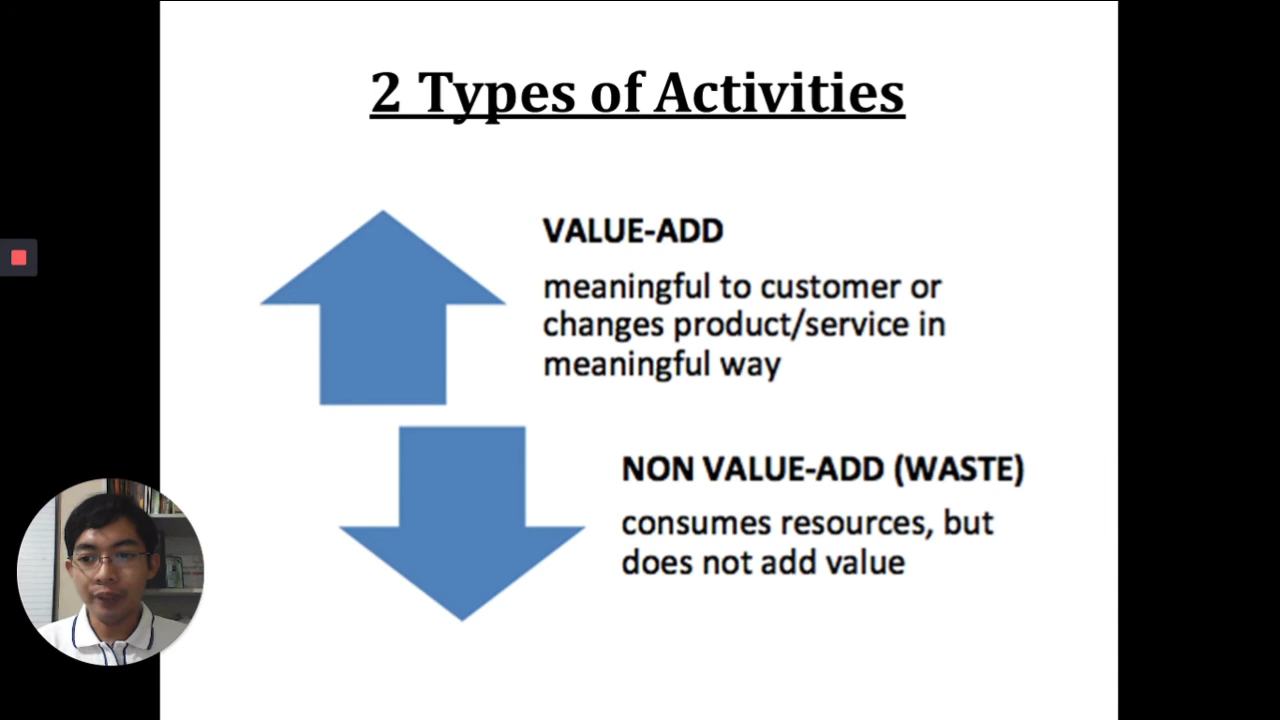 2 Types of Activities
VALUE-ADD
meaningful to customer or
changes product/service in
meaningful way
NON VALUE-ADD (WASTE)
consumes resources, but
does not add value